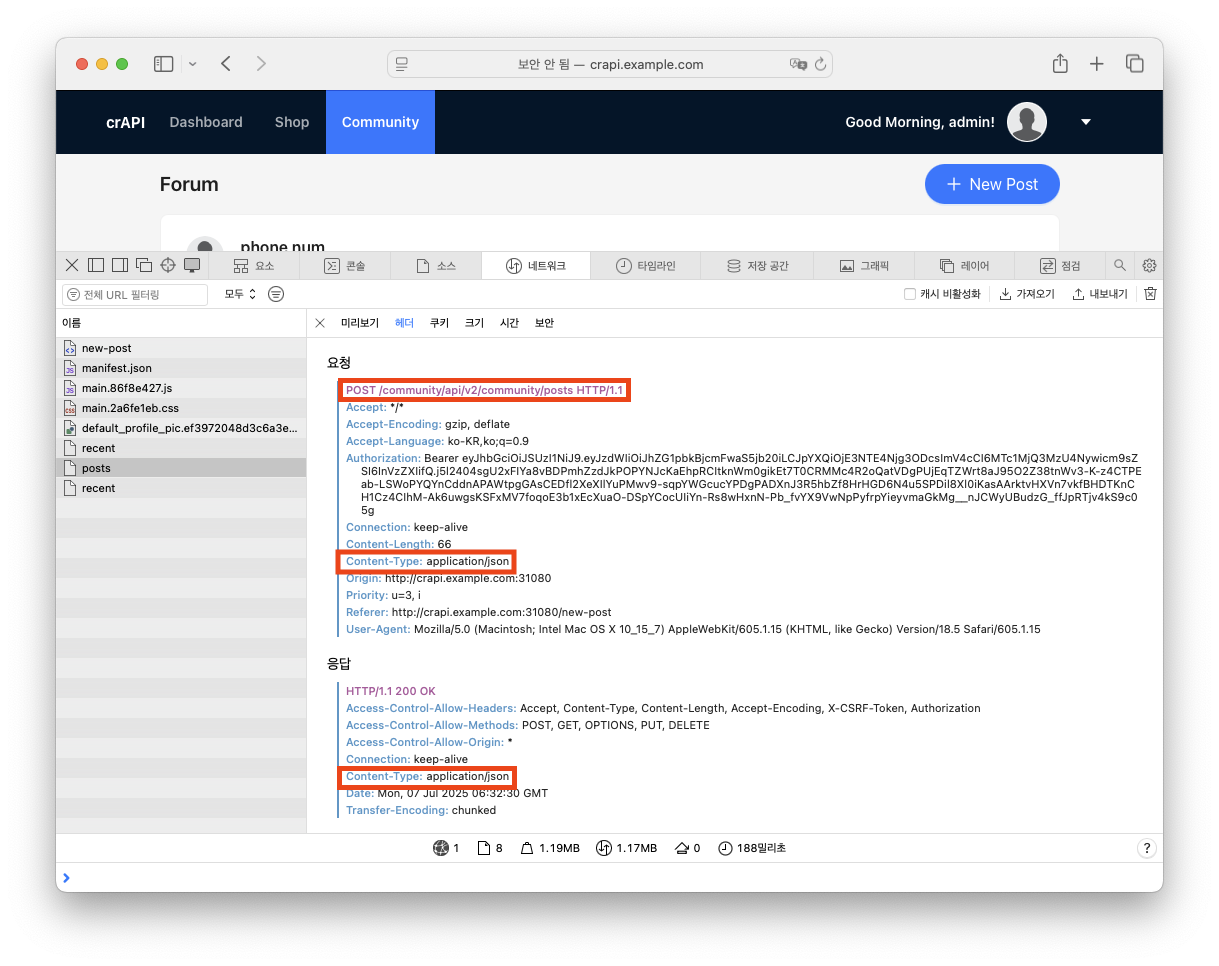 보안 안 됨 — crapi.example.com
crAPI Dashboard Shop Community Good Morning, admin!
Forum
+ New Post
phone num
요소 콘솔 소스 네트워크 타임라인 저장 공간 그래픽 레이어 점검
전체 URL 필터링 모두 캐시 비활성화 가져오기 내보내기
이름
미리보기 헤더 쿠키 크기 시간 보안
new-post
manifest.json
main.86f8e427.js
main.2a6fe1eb.css
default_profile_pic.ef3972048d3c6a3e...
recent
posts
recent
요청
POST /community/api/v2/community/posts HTTP/1.1
Accept: */*
Accept-Encoding: gzip, deflate
Accept-Language: ko-KR,ko;q=0.9
Authorization: Bearer
Connection: keep-alive
Content-Length: 66
Content-Type: application/json
Origin: http://crapi.example.com:31080
Priority: u=3, i
Referer: http://crapi.example.com:31080/new-post
User-Agent: Mozilla/5.0 (Macintosh; Intel Mac OS X 10_15_7) AppleWebKit/605.1.15 (KHTML, like Gecko) Version/18.5 Safari/605.1.15
응답
HTTP/1.1 200 OK
Access-Control-Allow-Headers: Accept, Content-Type, Content-Length, Accept-Encoding, X-CSRF-Token, Authorization
Access-Control-Allow-Methods: POST, GET, OPTIONS, PUT, DELETE
Access-Control-Allow-Origin: *
Connection: keep-alive
Content-Type: application/json
Date: Mon, 07 Jul 2025 06:32:30 GMT
Transfer-Encoding: chunked
1 8 1.19MB 1.17MB 0 188밀리초 ?